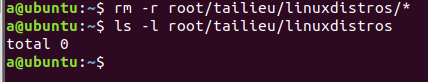 a@ubuntu:~$ rm -r root/tailieu/linuxdistros/*
a@ubuntu:~$ ls -l root/tailieu/linuxdistros
total 0
a@ubuntu:~$